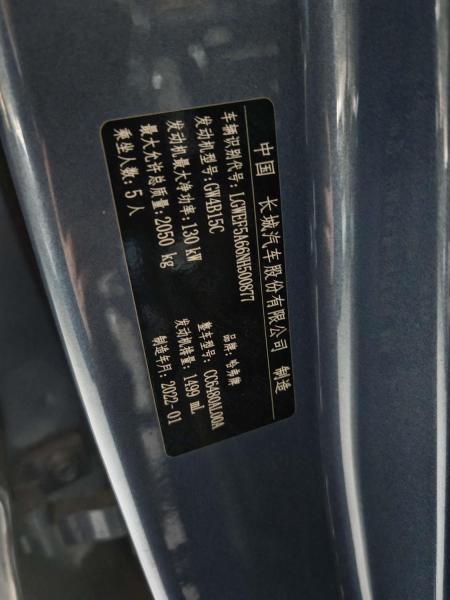 中国 长城汽车股份有限公司 制造
车辆识别代号: LGWEF5A66NH500877
品牌: 哈弗牌
发动机型号: GW4B15C
整车型号: CC6480AL00A
发动机最大净功率: 130 kW
发动机排量: 1499 mL
最大允许总质量: 2050 kg
制造年月: 2022-01
乘坐人数: 5 人